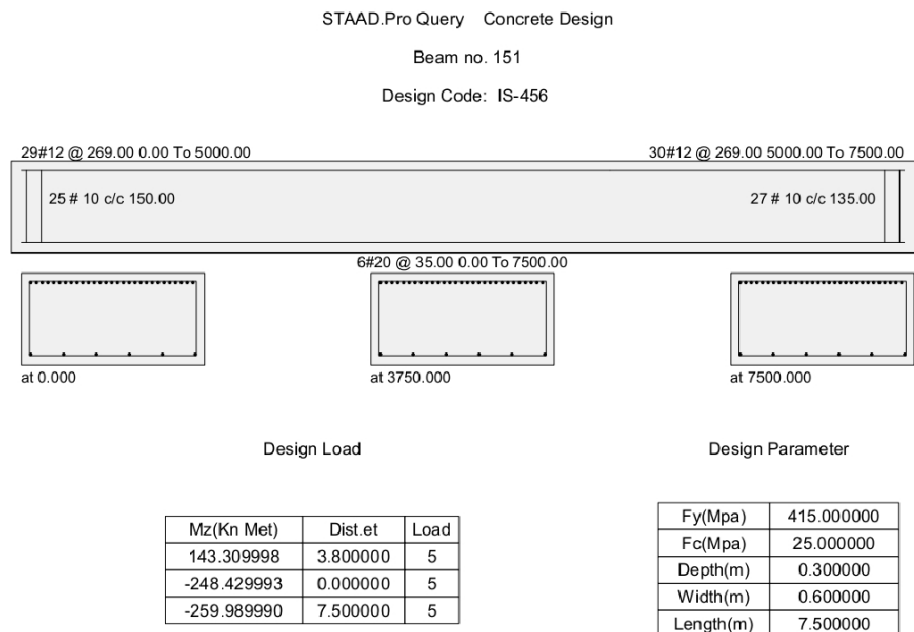 STAAD.Pro Query Concrete Design
Beam no. 151
Design Code: IS-456
29#12 @ 269.00 0.00 To 5000.00 30#12 @ 269.00 5000.00 To 7500.00
25 # 10 c/c 150.00 27 # 10 c/c 135.00
6#20 @ 35.00 0.00 To 7500.00
at 0.000 at 3750.000 at 7500.000
Design Load Design Parameter
Mz(Kn Met) Dist.et Load
143.309998 3.800000 5
-248.429993 0.000000 5
-259.989990 7.500000 5
Fy(Mpa) 415.000000
Fc(Mpa) 25.000000
Depth(m) 0.300000
Width(m) 0.600000
Length(m) 7.500000